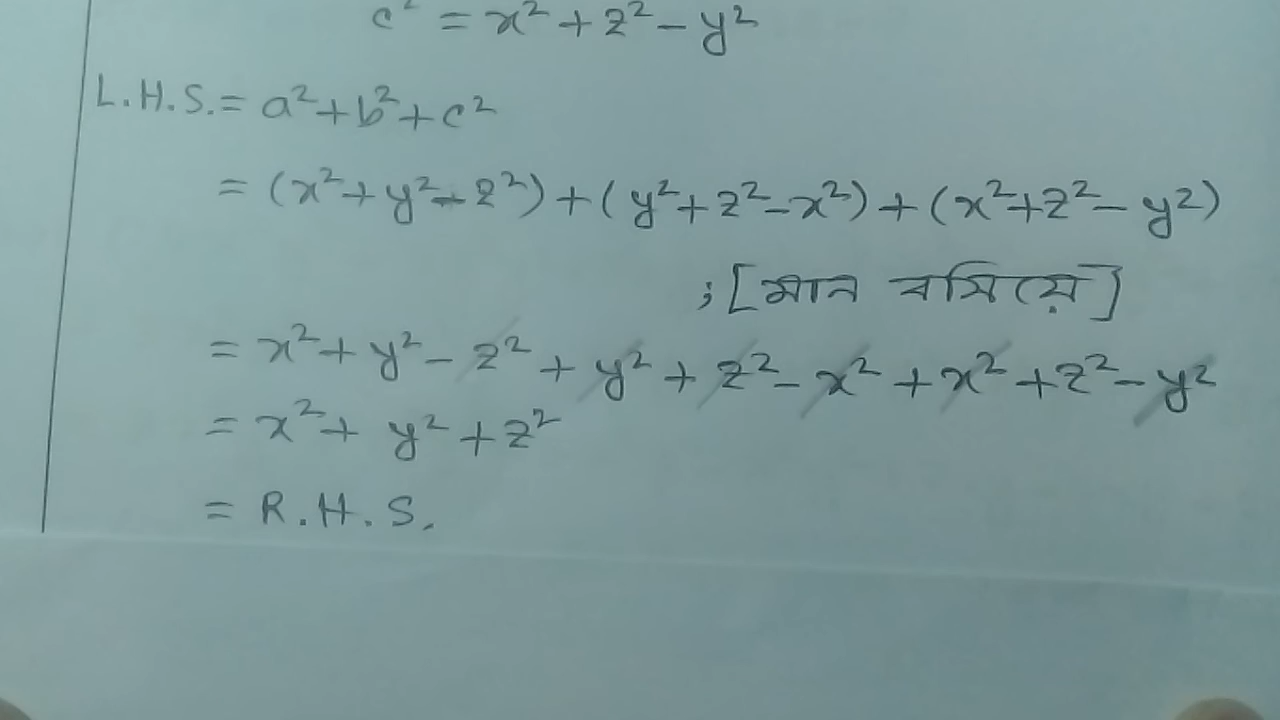 c² = x² + z² - y²
L.H.S. = a² + b² + c²
= (x² + y² - z²) + (y² + z² - x²) + (x² + z² - y²)
; [মান বসিয়ে]
= x² + y² - z² + y² + z² - x² + x² + z² - y²
= x² + y² + z²
= R.H.S.